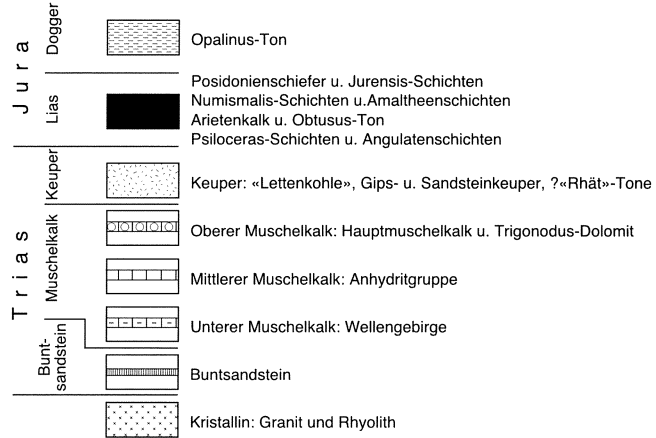 Jura
Dogger
Opalinus-Ton
Lias
Posidonienschiefer u. Jurensis-Schichten
Numismalis-Schichten u.Amaltheenschichten
Arietenkalk u. Obtusus-Ton
Psiloceras-Schichten u. Angulatenschichten
Trias
Keuper
Keuper: «Lettenkohle», Gips- u. Sandsteinkeuper, ?«Rhät»-Tone
Muschelkalk
Oberer Muschelkalk: Hauptmuschelkalk u. Trigonodus-Dolomit
Mittlerer Muschelkalk: Anhydritgruppe
Unterer Muschelkalk: Wellengebirge
Bunt-
sandstein
Buntsandstein
Kristallin: Granit und Rhyolith